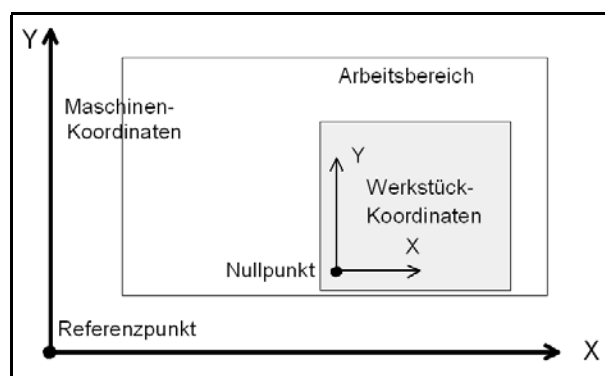 Y
Arbeitsbereich
Maschinen-
Koordinaten
Y
Werkstück-
Koordinaten
X
Nullpunkt
Referenzpunkt
X